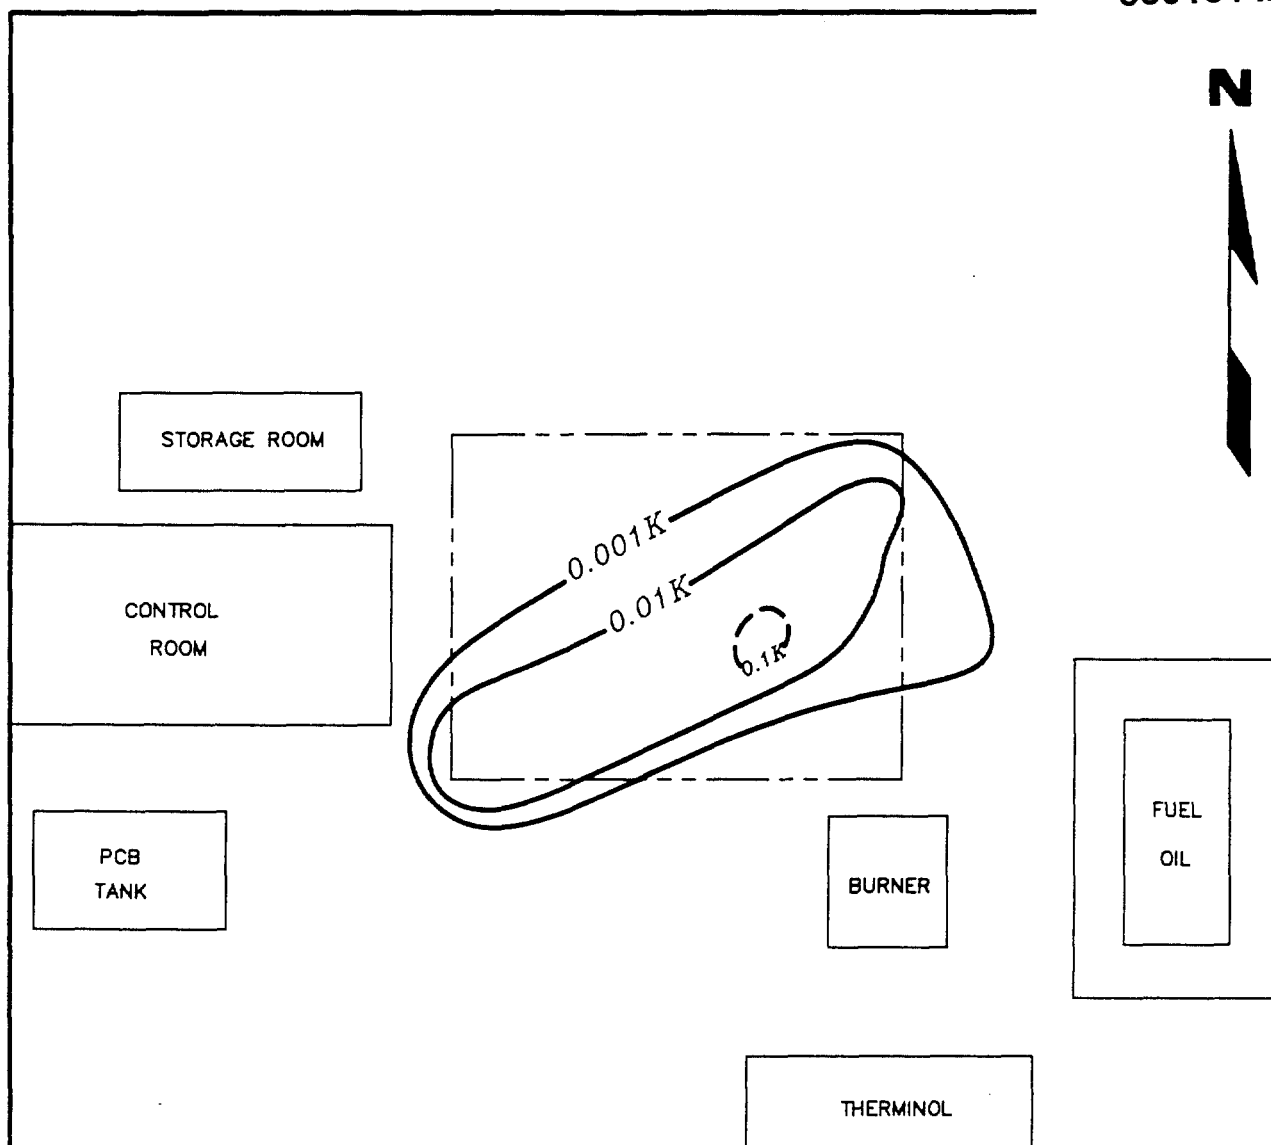 N
STORAGE ROOM
0.001K
0.01K
CONTROL
ROOM
0.1K
PCB
TANK
BURNER
FUEL
OIL
THERMINOL